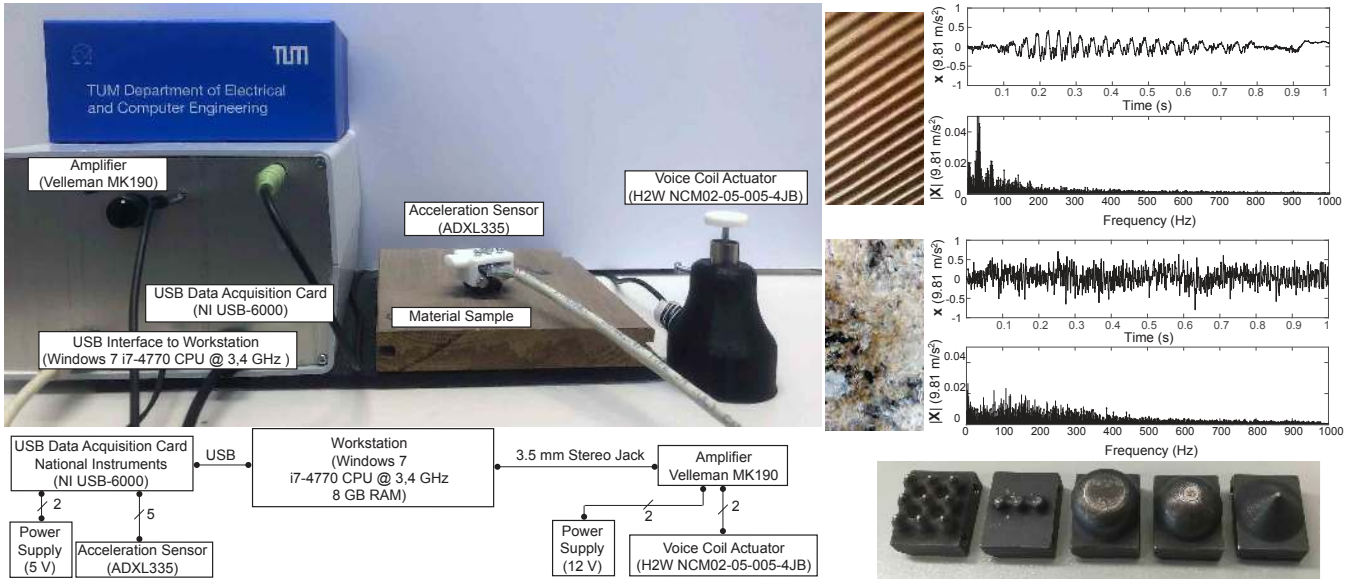 TUM
TUM Department of Electrical
and Computer Engineering
Amplifier
(Velleman MK190)
Voice Coil Actuator
(H2W NCM02-05-005-4JB)
Acceleration Sensor
(ADXL335)
USB Data Acquisition Card
(NI USB-6000)
Material Sample
USB Interface to Workstation
(Windows 7 i7-4770 CPU @ 3,4 GHz )
USB Data Acquisition Card
National Instruments
(NI USB-6000)
USB
Workstation
(Windows 7
i7-4770 CPU @ 3,4 GHz
8 GB RAM)
3.5 mm Stereo Jack
Amplifier
Velleman MK190
2
5
2
2
Power
Supply
(5 V)
Acceleration Sensor
(ADXL335)
Power
Supply
(12 V)
Voice Coil Actuator
(H2W NCM02-05-005-4JB)
x (9.81 m/s²)
1
0.5
0
-0.5
-1
0.1 0.2 0.3 0.4 0.5 0.6 0.7 0.8 0.9 1
Time (s)
|X| (9.81 m/s²)
0.04
0.02
0
0 100 200 300 400 500 600 700 800 900 1000
Frequency (Hz)
x (9.81 m/s²)
1
0.5
0
-0.5
-1
0.1 0.2 0.3 0.4 0.5 0.6 0.7 0.8 0.9 1
Time (s)
|X| (9.81 m/s²)
0.04
0.02
0
0 100 200 300 400 500 600 700 800 900 1000
Frequency (Hz)